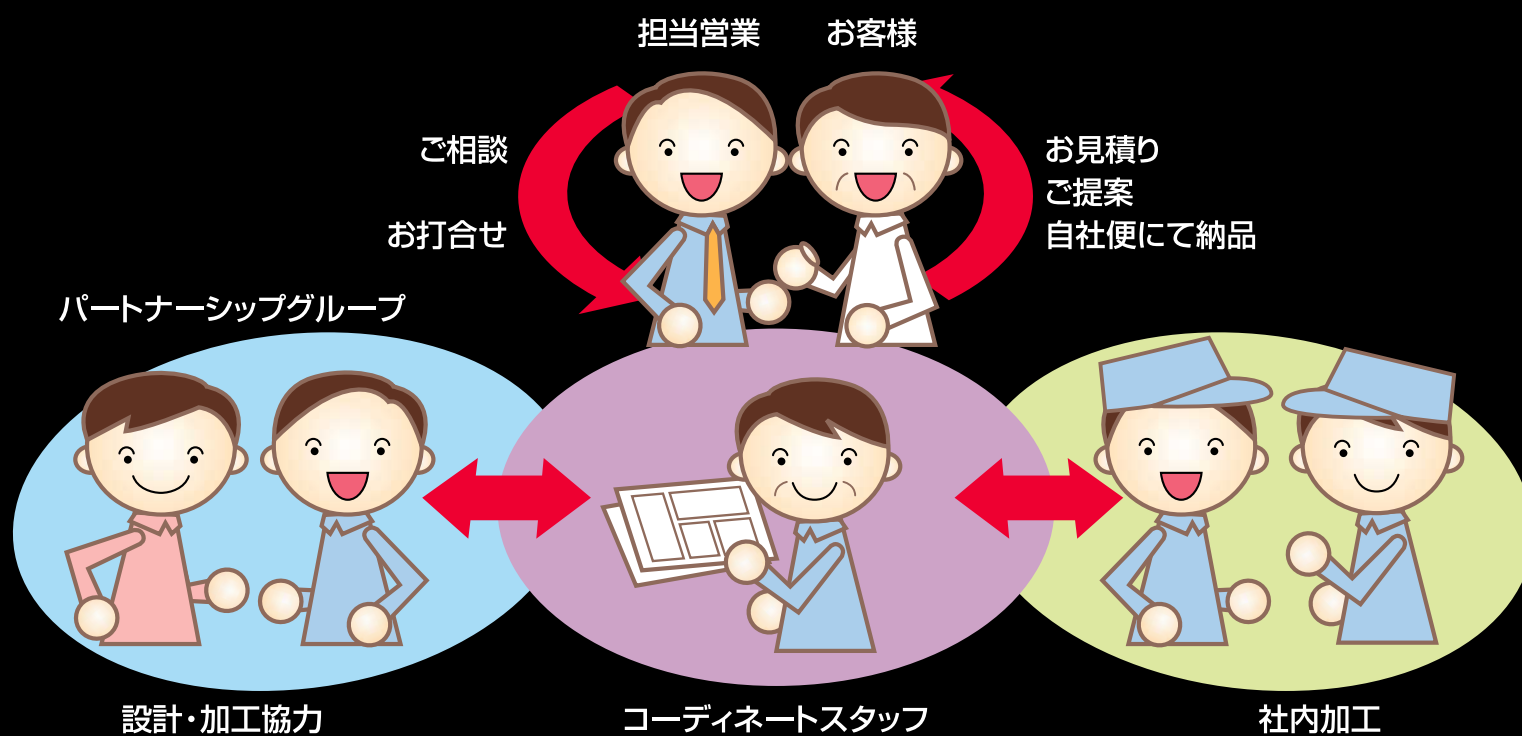 担当営業
お客様
ご相談
お打合せ
お見積り
ご提案
自社便にて納品
パートナーシップグループ
設計・加工協力
コーディネートスタッフ
社内加工